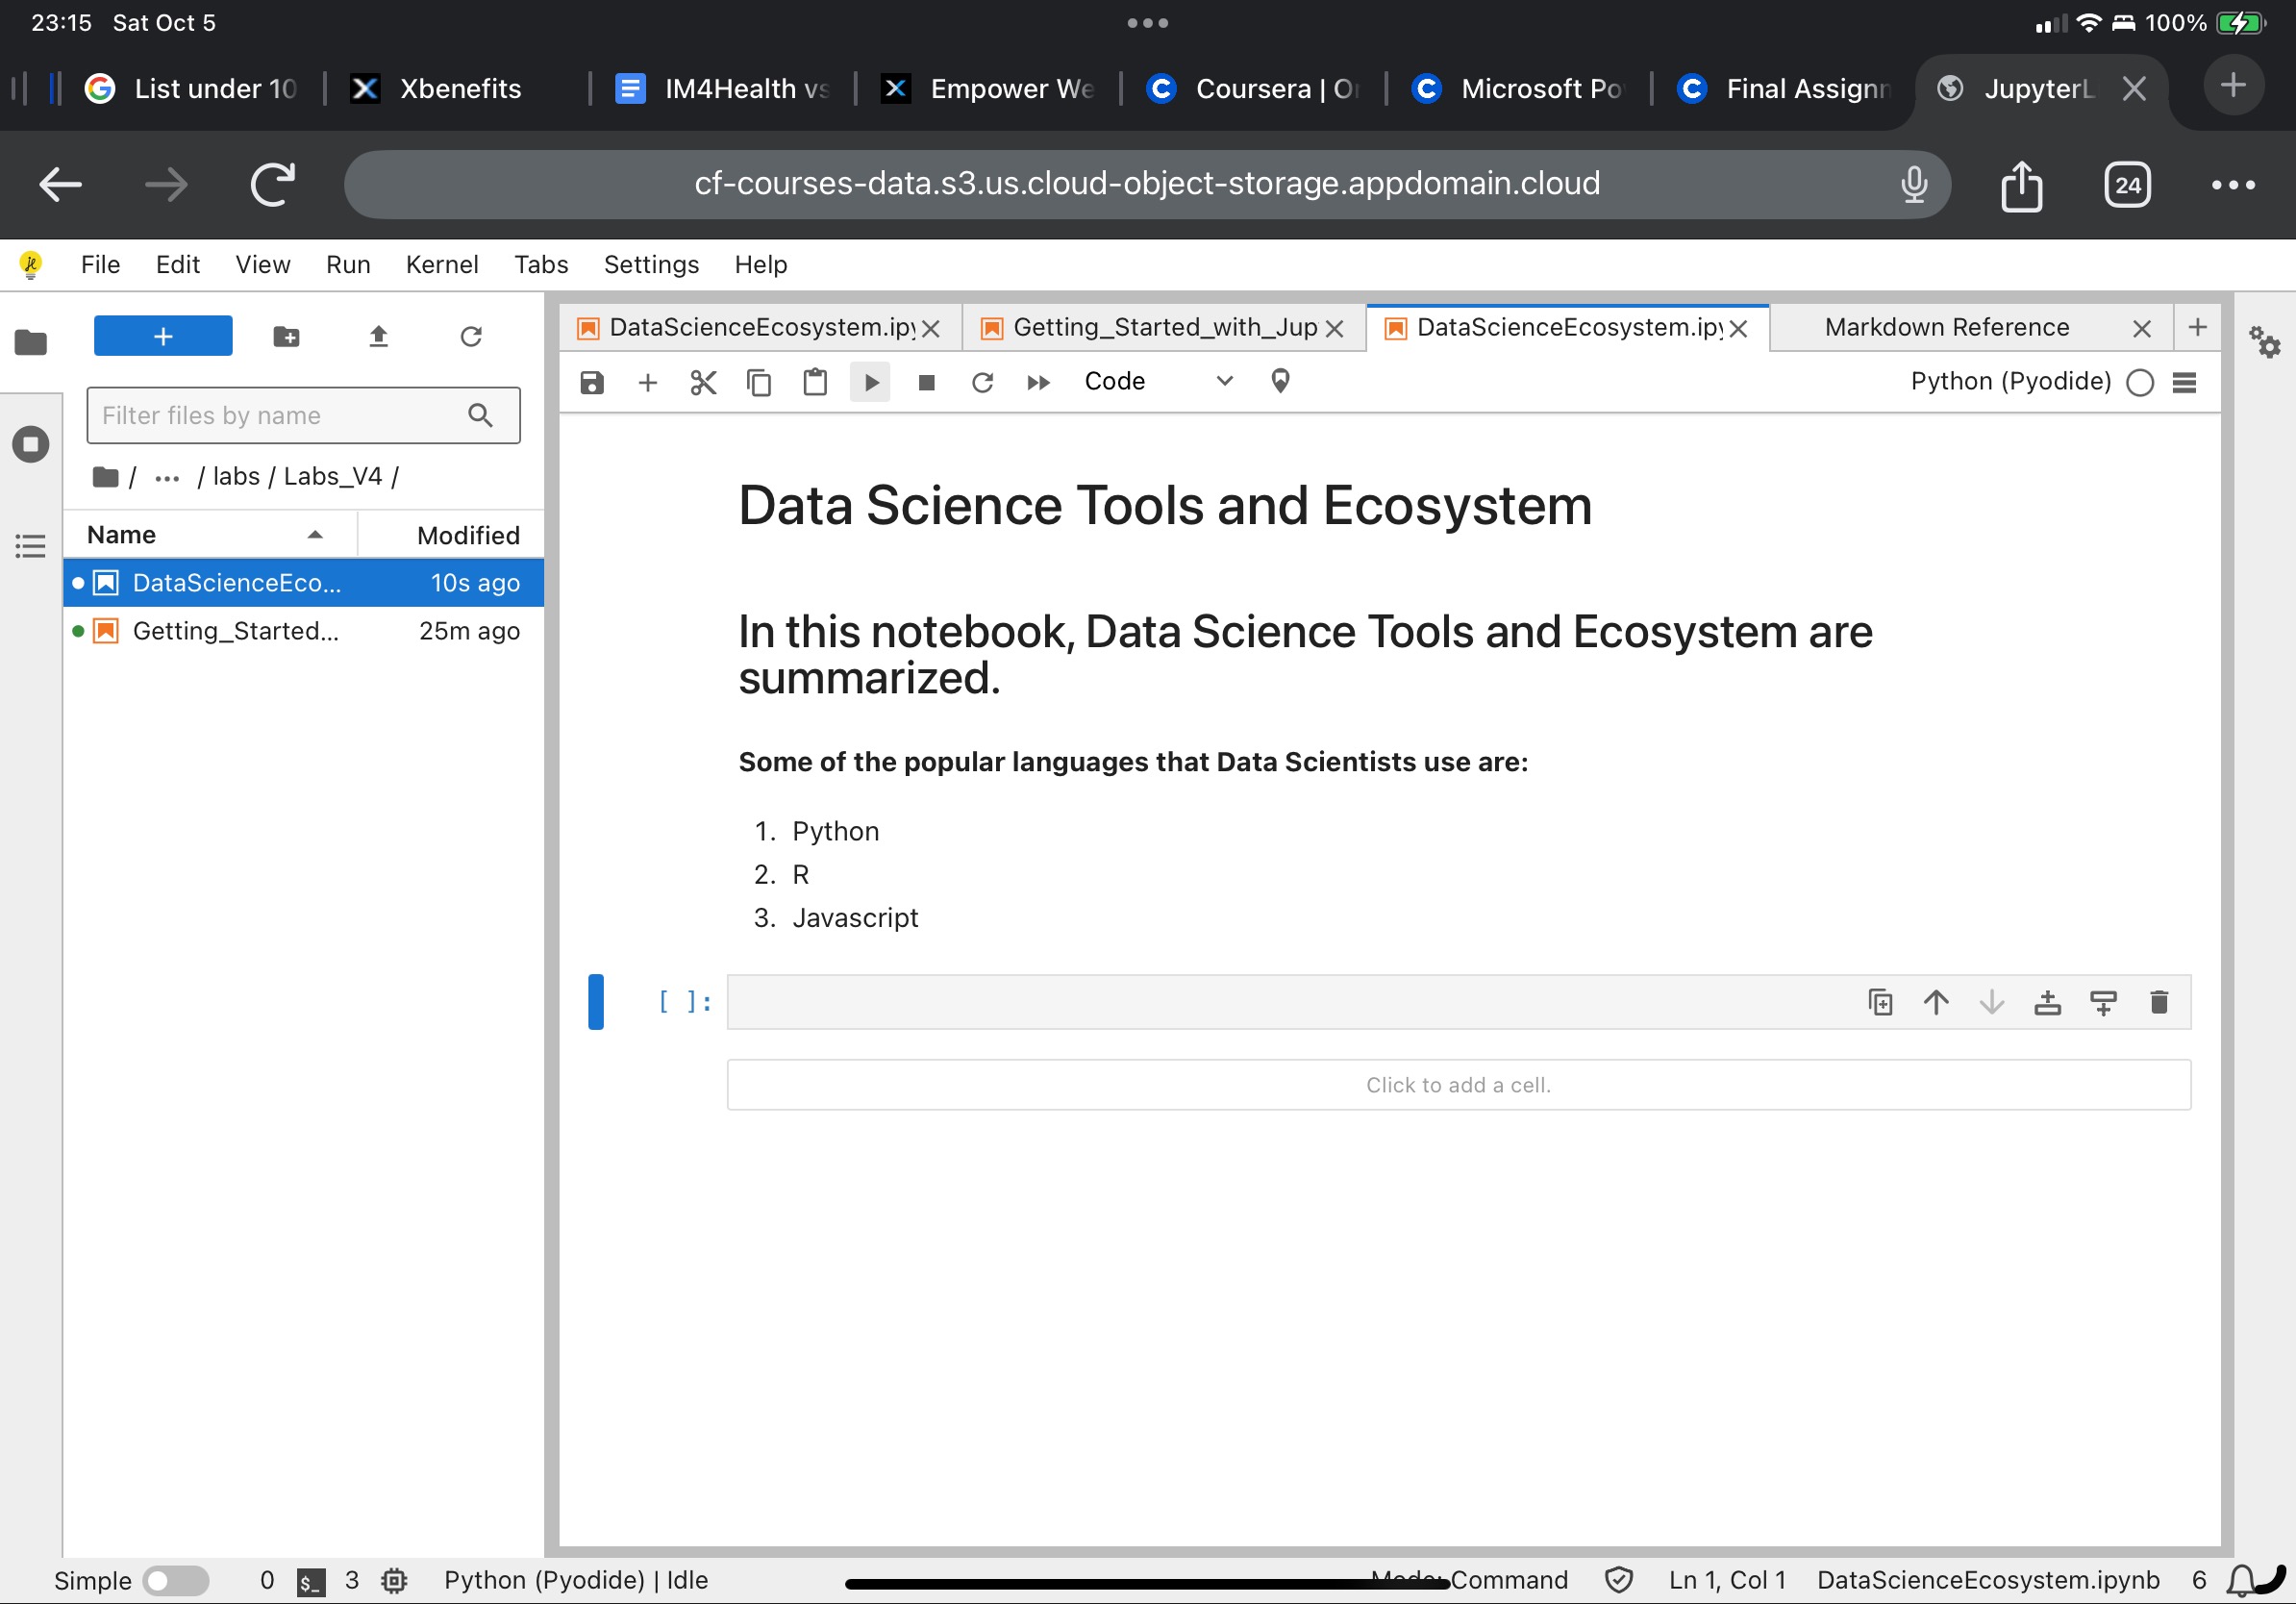 23:15 Sat Oct 5
100%
List under 10
Xbenefits
IM4Health vs
Empower We
Coursera | Or
Microsoft Po
Final Assignm
JupyterL
cf-courses-data.s3.us.cloud-object-storage.appdomain.cloud
24
File Edit View Run Kernel Tabs Settings Help
DataScienceEcosystem.ipy
Getting_Started_with_Jup
DataScienceEcosystem.ipy
Markdown Reference
Code
Python (Pyodide)
Filter files by name
/ ... / labs / Labs_V4 /
Name Modified
DataScienceEco... 10s ago
Getting_Started... 25m ago
Data Science Tools and Ecosystem
In this notebook, Data Science Tools and Ecosystem are
summarized.
Some of the popular languages that Data Scientists use are:
1. Python
2. R
3. Javascript
[ ]:
Click to add a cell.
Simple 0 $_ 3 Python (Pyodide) | Idle
Mode: Command Ln 1, Col 1 DataScienceEcosystem.ipynb 6